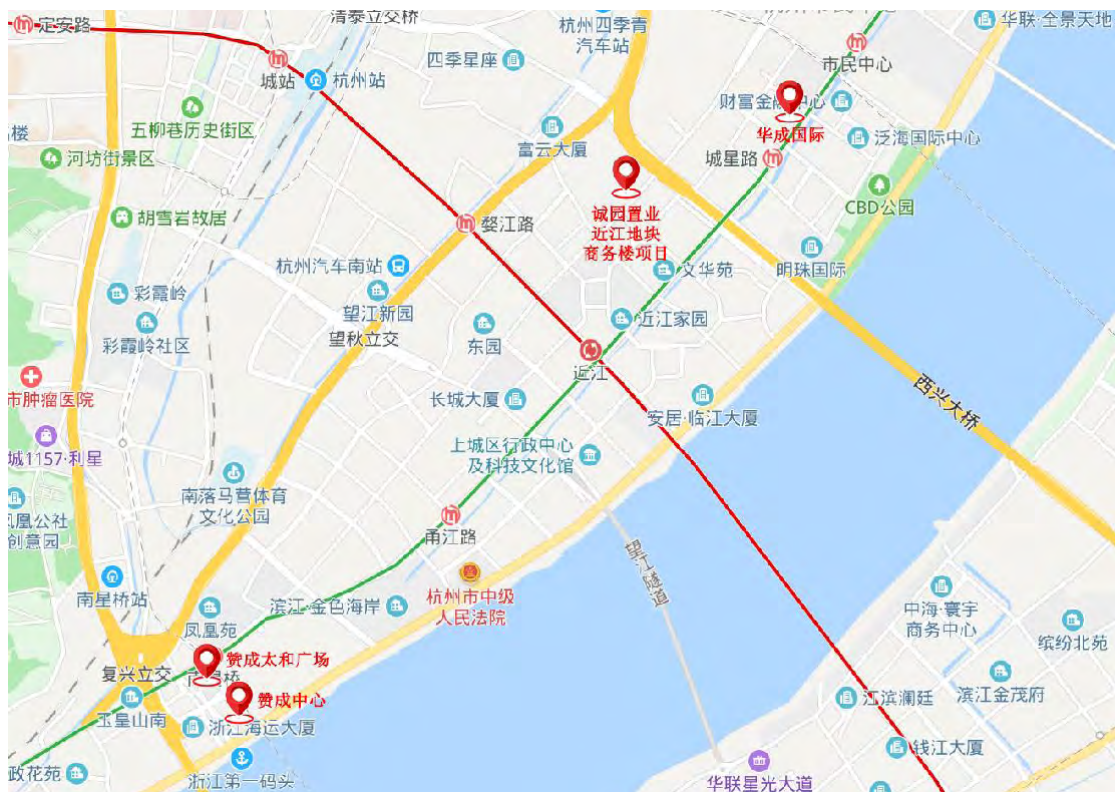 定安路
清泰立交桥
杭州四季青
汽车站
华联·全景天地
城站
杭州站
四季星座
市民中心
五柳巷历史街区
富云大厦
财富金融中心
华成国际
泛海国际中心
河坊街景区
城星路
CBD公园
胡雪岩故居
婺江路
诚园置业
近江地块
商务楼项目
杭州汽车南站
文华苑
明珠国际
彩霞岭
望江新园
彩霞岭社区
望秋立交
东园
近江家园
近江
市肿瘤医院
长城大厦
安居·临江大厦
西兴大桥
城1157·利星
上城区行政中心
及科技文化馆
南落马营体育
文化公园
凤凰公社
创意园
甬江路
望江隧道
南星桥站
滨江·金色海岸
杭州市中级
人民法院
凤凰苑
中海·寰宇
商务中心
缤纷北苑
复兴立交
赞成太和广场
赞成中心
玉皇山南
浙江海运大厦
江滨澜廷
滨江金茂府
钱江大厦
政花苑
浙江第一码头
华联星光大道